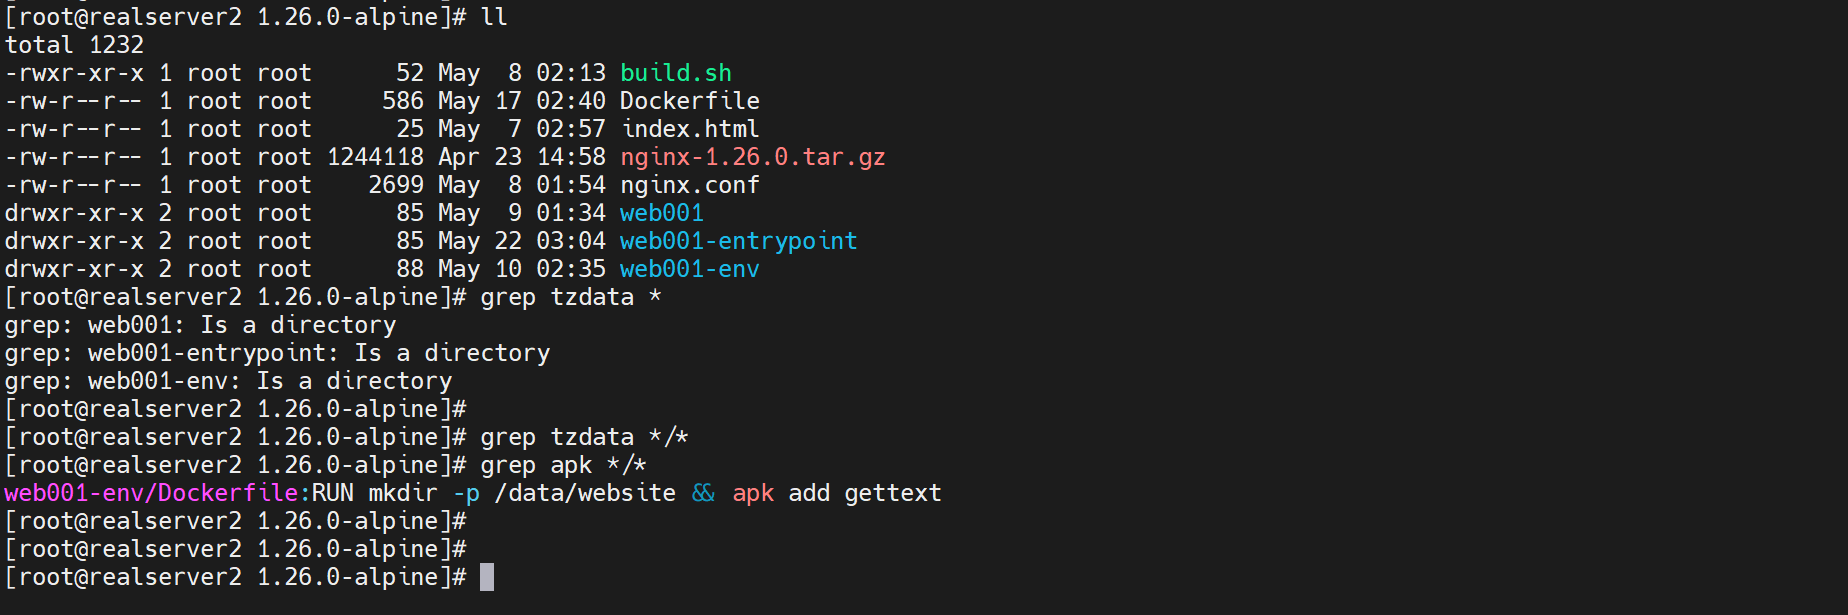 [root@realserver2 1.26.0-alpine]# ll
total 1232
-rwxr-xr-x 1 root root      52 May  8 02:13 build.sh
-rw-r--r-- 1 root root     586 May 17 02:40 Dockerfile
-rw-r--r-- 1 root root      25 May  7 02:57 index.html
-rw-r--r-- 1 root root 1244118 Apr 23 14:58 nginx-1.26.0.tar.gz
-rw-r--r-- 1 root root    2699 May  8 01:54 nginx.conf
drwxr-xr-x 2 root root      85 May  9 01:34 web001
drwxr-xr-x 2 root root      85 May 22 03:04 web001-entrypoint
drwxr-xr-x 2 root root      88 May 10 02:35 web001-env
[root@realserver2 1.26.0-alpine]# grep tzdata *
grep: web001: Is a directory
grep: web001-entrypoint: Is a directory
grep: web001-env: Is a directory
[root@realserver2 1.26.0-alpine]#
[root@realserver2 1.26.0-alpine]# grep tzdata */*
[root@realserver2 1.26.0-alpine]# grep apk */*
web001-env/Dockerfile:RUN mkdir -p /data/website && apk add gettext
[root@realserver2 1.26.0-alpine]#
[root@realserver2 1.26.0-alpine]#
[root@realserver2 1.26.0-alpine]#